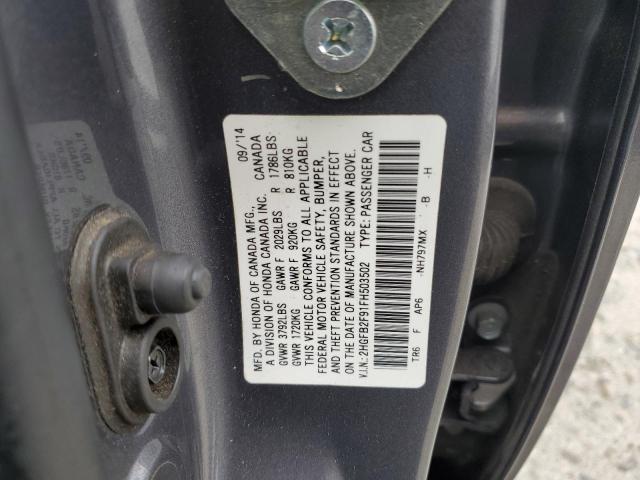 MFD. BY HONDA OF CANADA MFG., 09/'14
A DIVISION OF HONDA CANADA INC. CANADA
GVWR 3792LBS GAWR F 2029LBS R 1786LBS
GVWR 1720KG GAWR F 920KG R 810KG
THIS VEHICLE CONFORMS TO ALL APPLICABLE
FEDERAL MOTOR VEHICLE SAFETY, BUMPER,
AND THEFT PREVENTION STANDARDS IN EFFECT
ON THE DATE OF MANUFACTURE SHOWN ABOVE.
V.I.N.:2HGFB2F91FH503502 TYPE: PASSENGER CAR
TR6 F AP6 -NH797MX -B -H